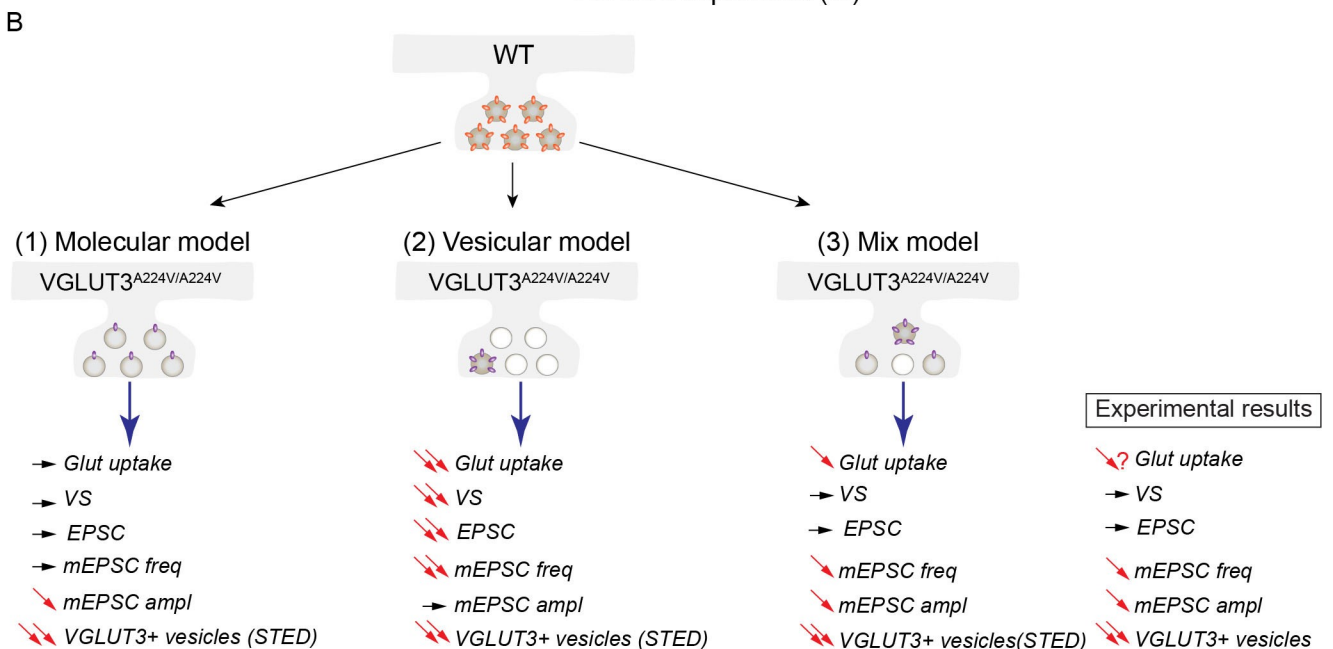 B
WT
(1) Molecular model
VGLUT3A224V/A224V
Glut uptake
VS
EPSC
mEPSC freq
mEPSC ampl
VGLUT3+ vesicles (STED)
(2) Vesicular model
VGLUT3A224V/A224V
Glut uptake
VS
EPSC
mEPSC freq
mEPSC ampl
VGLUT3+ vesicles (STED)
(3) Mix model
VGLUT3A224V/A224V
Glut uptake
VS
EPSC
mEPSC freq
mEPSC ampl
VGLUT3+ vesicles(STED)
Experimental results
? Glut uptake
VS
EPSC
mEPSC freq
mEPSC ampl
VGLUT3+ vesicles